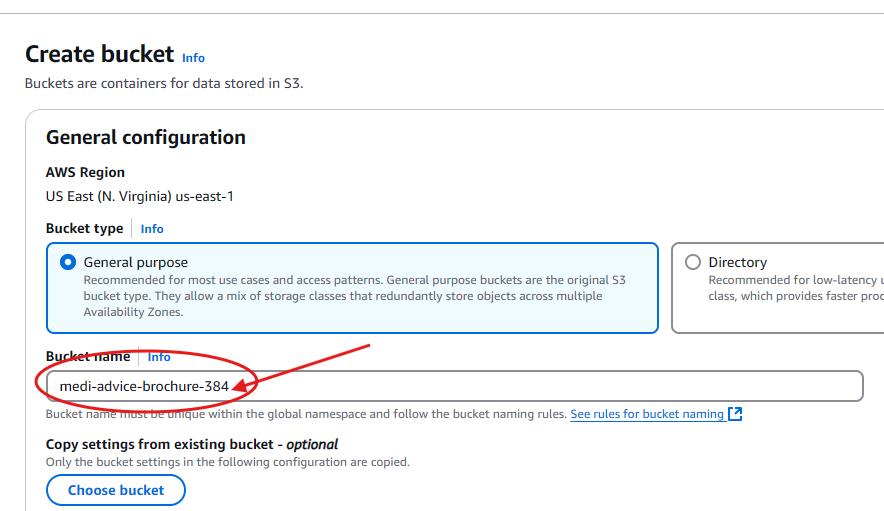 Create bucket Info
Buckets are containers for data stored in S3.
General configuration
AWS Region
US East (N. Virginia) us-east-1
Bucket type Info
General purpose
Recommended for most use cases and access patterns. General purpose buckets are the original S3
bucket type. They allow a mix of storage classes that redundantly store objects across multiple
Availability Zones.
Directory
Recommended for low-latency
class, which provides faster
Bucket name Info
medi-advice-brochure-384
Bucket name must be unique within the global namespace and follow the bucket naming rules. See rules for bucket naming
Copy settings from existing bucket - optional
Only the bucket settings in the following configuration are copied.
Choose bucket